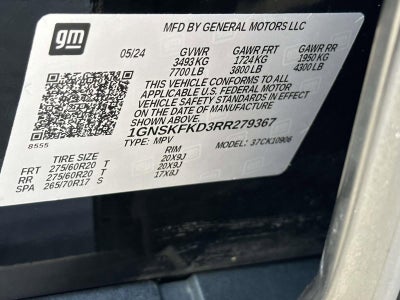 gm
MFD BY GENERAL MOTORS LLC
05/24 GVWR GAWR FRT GAWR RR
3493 KG 1724 KG 1950 KG
7700 LB 3800 LB 4300 LB
THIS VEHICLE CONFORMS TO ALL
APPLICABLE U.S. FEDERAL MOTOR VEHICLE
SAFETY STANDARDS IN EFFECT
ON THE DATE OF MANUFACTURE
SHOWN ABOVE.
1GNSKFKD3RR279367
8555 TYPE: MPV MODEL: 37CK10906
TIRE SIZE RIM
FRT 275/60R20 T 20X9J
RR 275/60R20 T 20X9J
SPA 265/70R17 S 17X8J